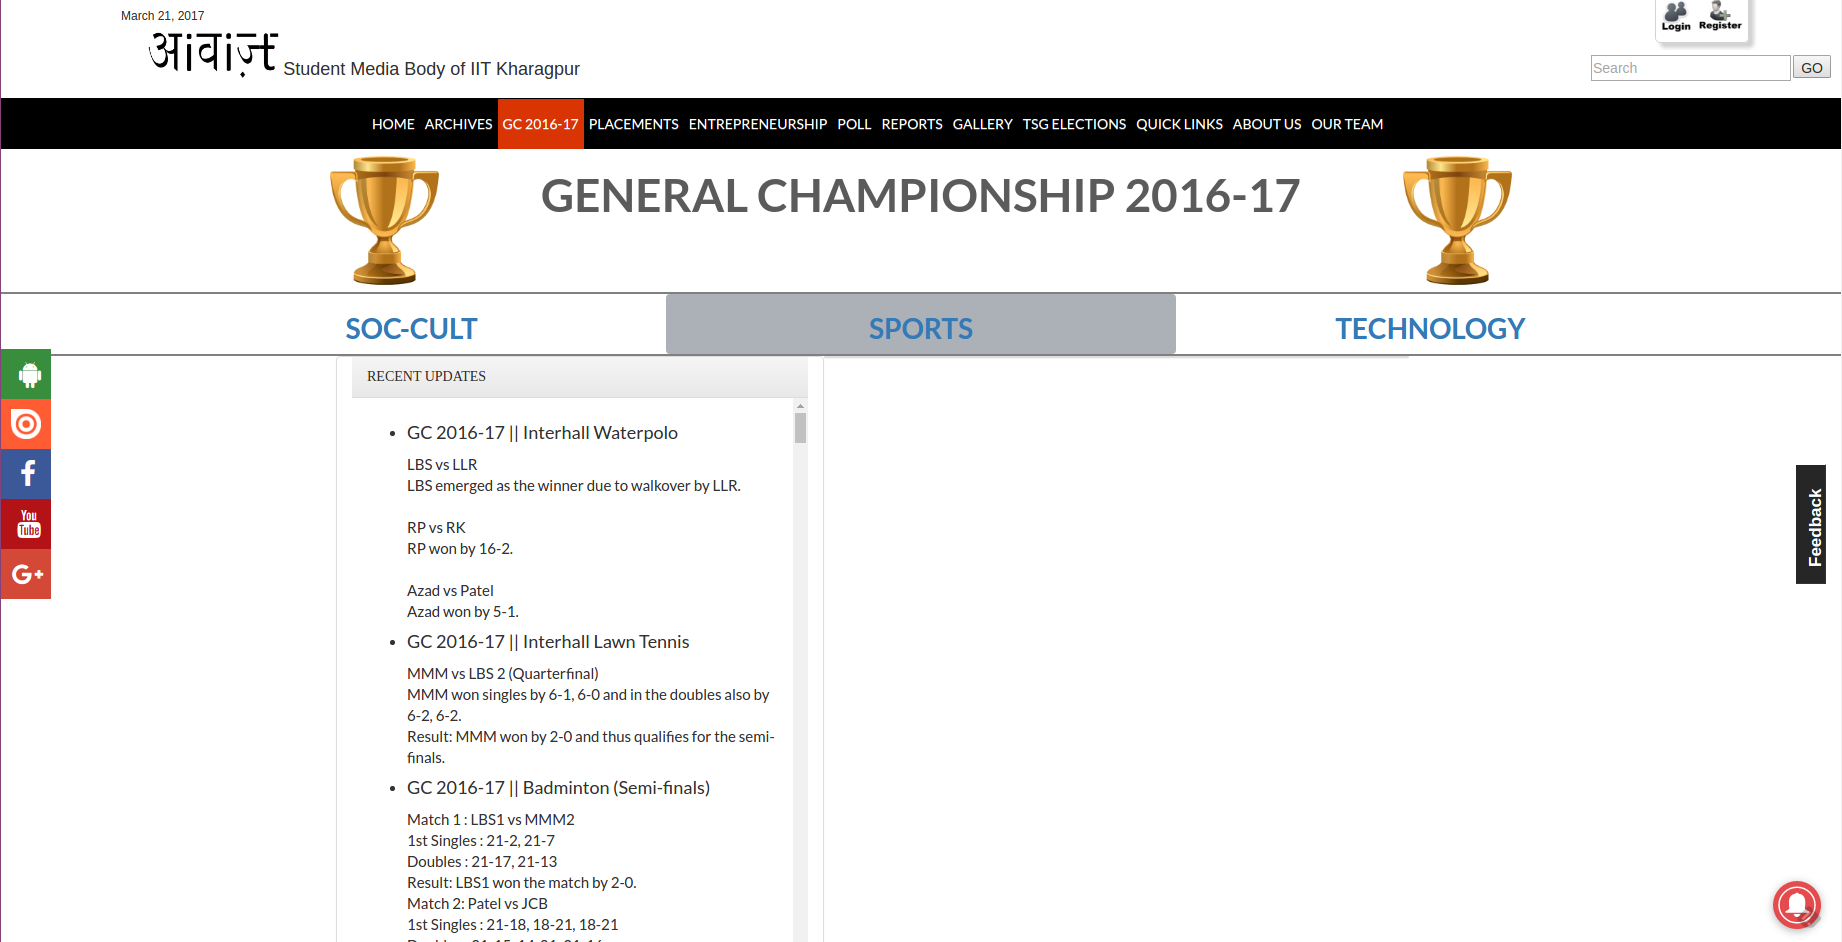 March 21, 2017
आवाज़ Student Media Body of IIT Kharagpur
Login Register
Search GO
HOME ARCHIVES GC 2016-17 PLACEMENTS ENTREPRENEURSHIP POLL REPORTS GALLERY TSG ELECTIONS QUICK LINKS ABOUT US OUR TEAM
GENERAL CHAMPIONSHIP 2016-17
SOC-CULT SPORTS TECHNOLOGY
RECENT UPDATES
• GC 2016-17 || Interhall Waterpolo
LBS vs LLR
LBS emerged as the winner due to walkover by LLR.
RP vs RK
RP won by 16-2.
Azad vs Patel
Azad won by 5-1.
• GC 2016-17 || Interhall Lawn Tennis
MMM vs LBS 2 (Quarterfinal)
MMM won singles by 6-1, 6-0 and in the doubles also by
6-2, 6-2.
Result: MMM won by 2-0 and thus qualifies for the semi-
finals.
• GC 2016-17 || Badminton (Semi-finals)
Match 1 : LBS1 vs MMM2
1st Singles : 21-2, 21-7
Doubles : 21-17, 21-13
Result: LBS1 won the match by 2-0.
Match 2: Patel vs JCB
1st Singles : 21-18, 18-21, 18-21
You
Tube
G+
Feedback